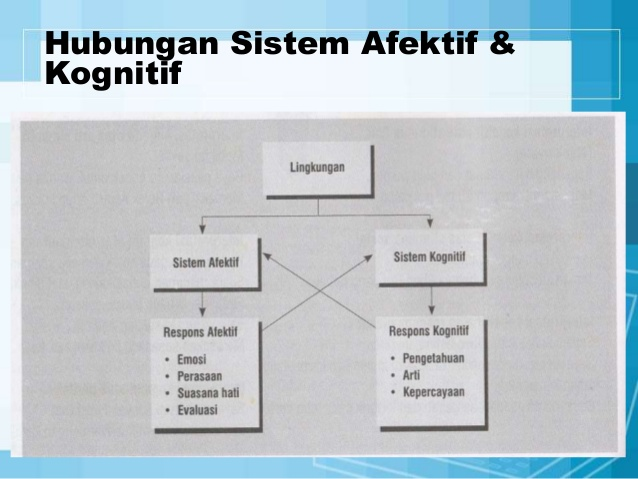 Hubungan Sistem Afektif &
Kognitif
Lingkungan
Sistem Afektif
Sistem Kognitif
Respons Afektif
• Emosi
• Perasaan
• Suasana hati
• Evaluasi
Respons Kognitif
• Pengetahuan
• Arti
• Kepercayaan